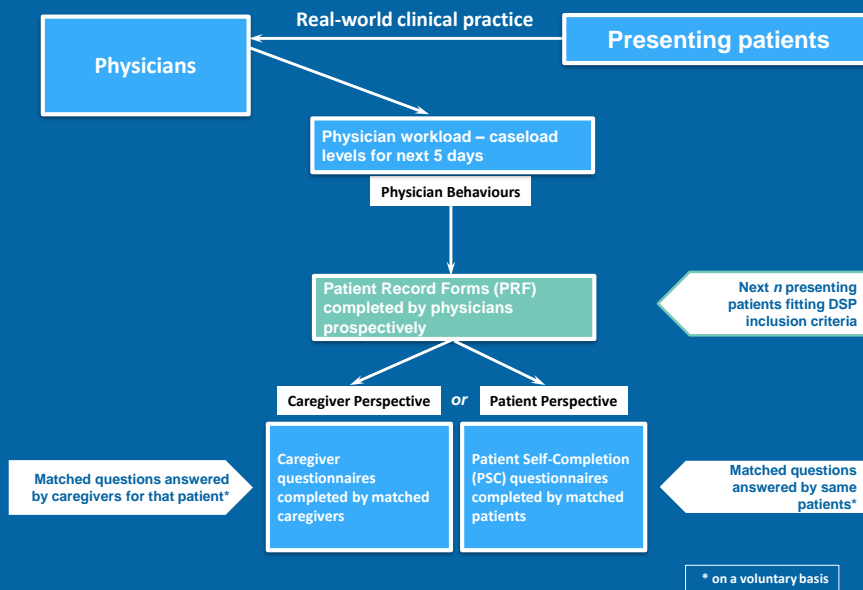 Real-world clinical practice
Physicians
Presenting patients
Physician workload – caseload
levels for next 5 days
Physician Behaviours
Patient Record Forms (PRF)
completed by physicians
prospectively
Next n presenting
patients fitting DSP
inclusion criteria
Caregiver Perspective
or
Patient Perspective
Matched questions answered
by caregivers for that patient*
Caregiver
questionnaires
completed by matched
caregivers
Patient Self-Completion
(PSC) questionnaires
completed by matched
patients
Matched questions
answered by same
patients*
* on a voluntary basis